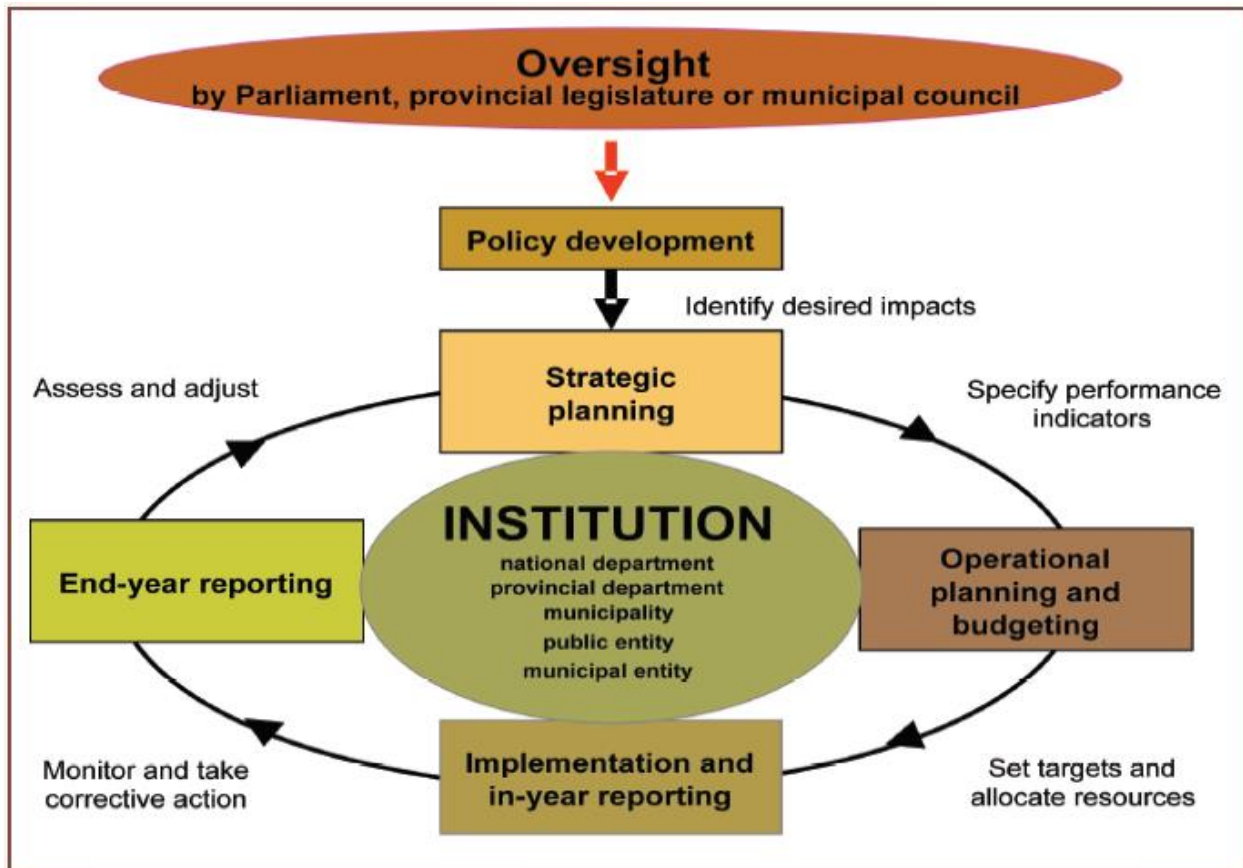 Oversight
by Parliament, provincial legislature or municipal council
Policy development
Identify desired impacts
Strategic
planning
Assess and adjust
Specify performance
indicators
INSTITUTION
national department
provincial department
municipality
public entity
municipal entity
End-year reporting
Operational
planning and
budgeting
Implementation and
in-year reporting
Monitor and take
corrective action
Set targets and
allocate resources